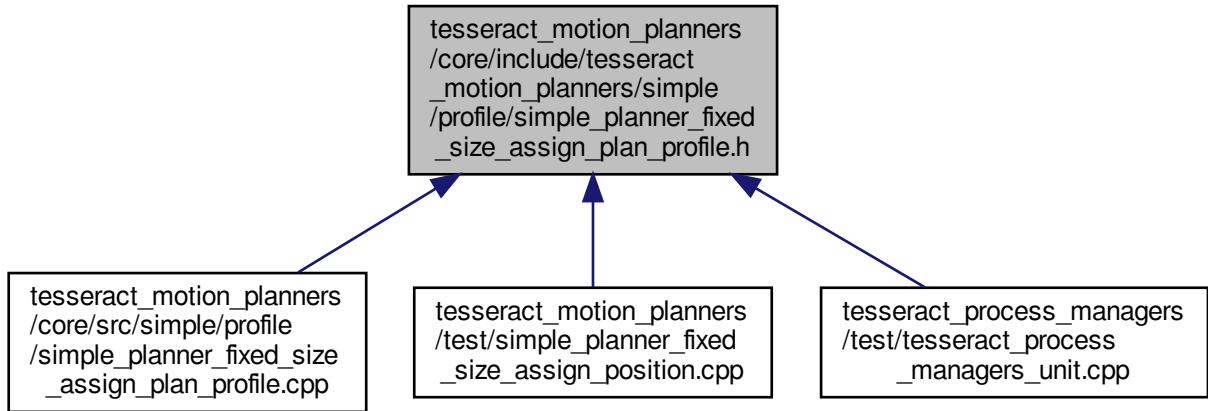 tesseract_motion_planners
/core/include/tesseract
_motion_planners/simple
/profile/simple_planner_fixed
_size_assign_plan_profile.h
tesseract_motion_planners
/core/src/simple/profile
/simple_planner_fixed_size
_assign_plan_profile.cpp
tesseract_motion_planners
/test/simple_planner_fixed
_size_assign_position.cpp
tesseract_process_managers
/test/tesseract_process
_managers_unit.cpp